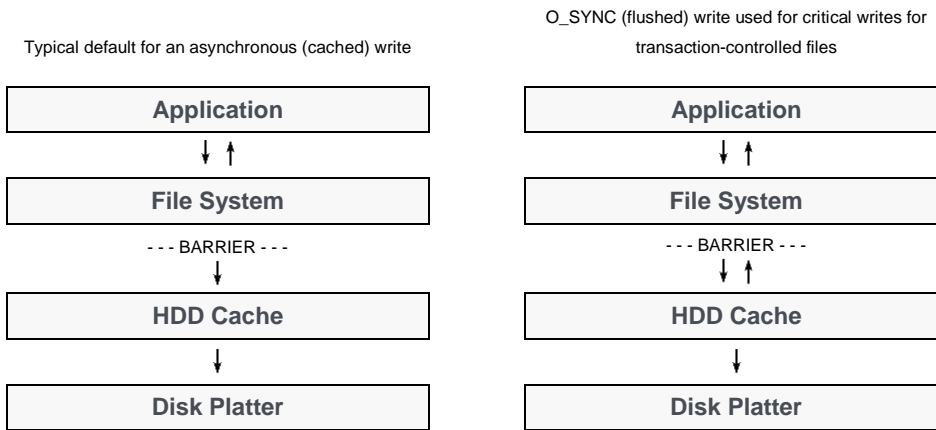 Typical default for an asynchronous (cached) write
Application
File System
- - - BARRIER - - -
HDD Cache
Disk Platter
O_SYNC (flushed) write used for critical writes for
transaction-controlled files
Application
File System
- - - BARRIER - - -
HDD Cache
Disk Platter